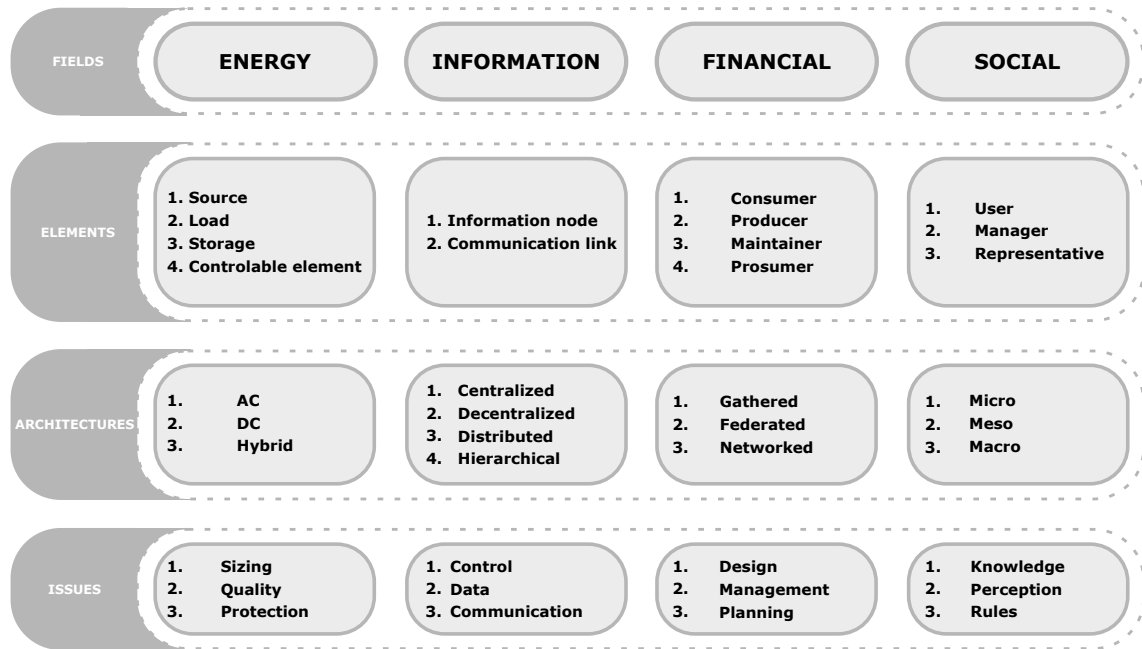 FIELDS
ENERGY
INFORMATION
FINANCIAL
SOCIAL
ELEMENTS
1. Source
2. Load
3. Storage
4. Controlable element
1. Information node
2. Communication link
1. Consumer
2. Producer
3. Maintainer
4. Prosumer
1. User
2. Manager
3. Representative
ARCHITECTURES
1. AC
2. DC
3. Hybrid
1. Centralized
2. Decentralized
3. Distributed
4. Hierarchical
1. Gathered
2. Federated
3. Networked
1. Micro
2. Meso
3. Macro
ISSUES
1. Sizing
2. Quality
3. Protection
1. Control
2. Data
3. Communication
1. Design
2. Management
3. Planning
1. Knowledge
2. Perception
3. Rules